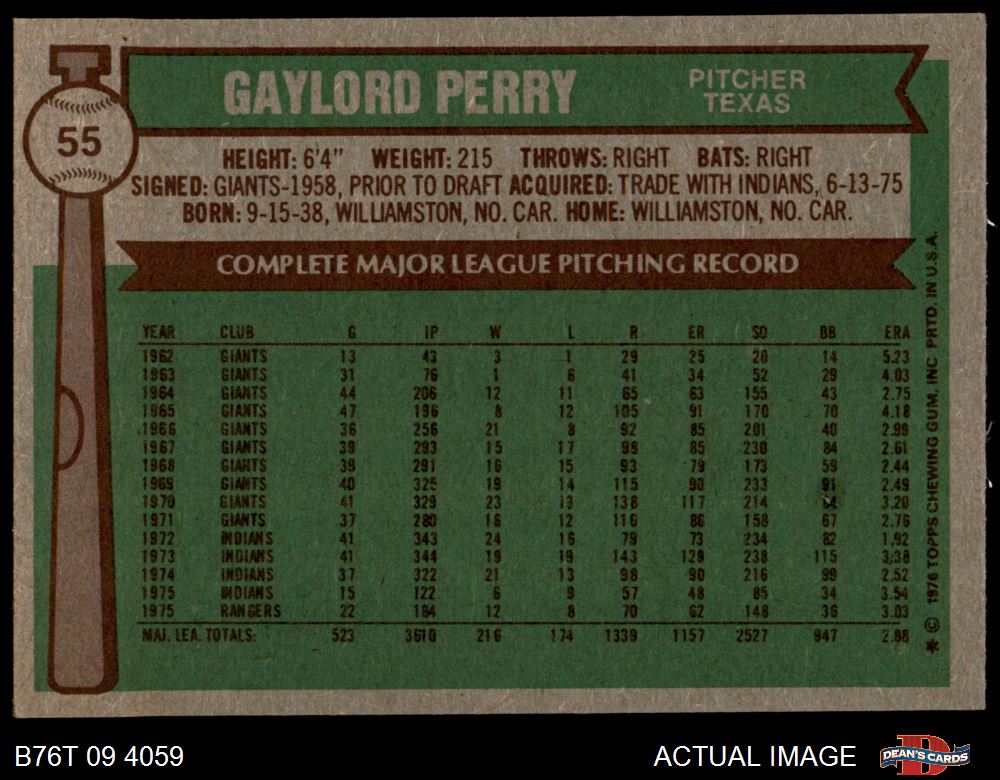 55
GAYLORD PERRY
PITCHER
TEXAS
HEIGHT: 6'4" WEIGHT: 215 THROWS: RIGHT BATS: RIGHT
SIGNED: GIANTS-1958, PRIOR TO DRAFT ACQUIRED: TRADE WITH INDIANS, 6-13-75
BORN: 9-15-38, WILLIAMSTON, NO. CAR. HOME: WILLIAMSTON, NO. CAR.
COMPLETE MAJOR LEAGUE PITCHING RECORD
YEAR CLUB G IP W L R ER SO BB ERA
1962 GIANTS 13 43 3 1 29 25 20 14 5.23
1963 GIANTS 31 76 1 6 41 34 52 29 4.03
1964 GIANTS 44 206 12 11 65 63 155 43 2.75
1965 GIANTS 47 196 8 12 105 91 170 70 4.18
1966 GIANTS 36 256 21 8 92 85 201 40 2.99
1967 GIANTS 39 293 15 17 98 85 230 84 2.61
1968 GIANTS 39 291 16 15 93 79 173 59 2.44
1969 GIANTS 40 325 19 14 115 90 233 91 2.49
1970 GIANTS 41 329 23 13 138 117 214 84 3.20
1971 GIANTS 37 280 16 12 116 86 158 67 2.76
1972 INDIANS 41 343 24 16 79 73 234 82 1.92
1973 INDIANS 41 344 19 19 143 129 238 115 3.38
1974 INDIANS 37 322 21 13 98 90 216 99 2.52
1975 INDIANS 15 122 6 9 57 48 85 34 3.54
1975 RANGERS 22 184 12 8 70 62 148 36 3.03
MAJ. LEA. TOTALS: 523 3610 216 174 1339 1157 2527 947 2.88
* © 1976 TOPPS CHEWING GUM, INC PRTD. IN U.S.A.
B76T 09 4059
ACTUAL IMAGE
D
DEAN'S CARDS